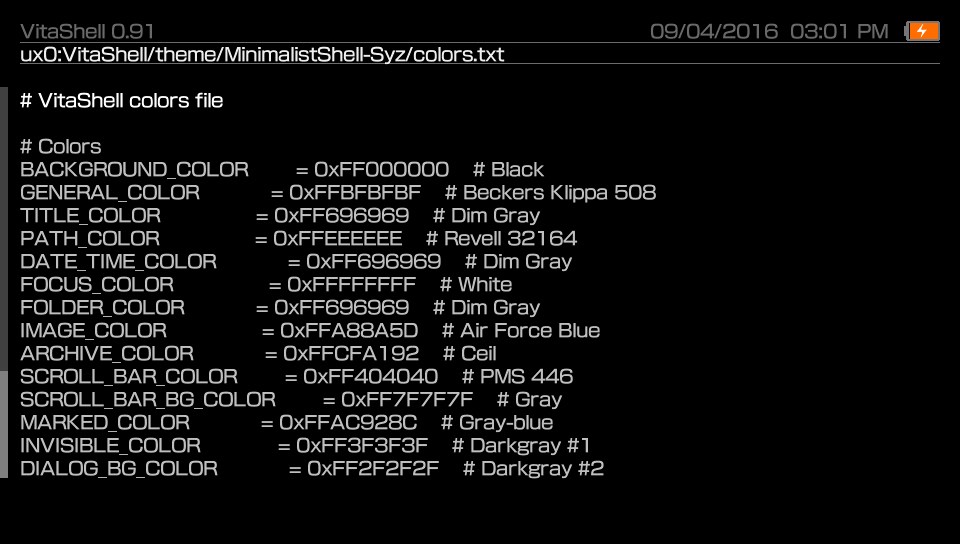 VitaShell 0.91 09/04/2016 03:01 PM
ux0:VitaShell/theme/MinimalistShell-Syz/colors.txt
# VitaShell colors file
# Colors
BACKGROUND_COLOR = 0xFF000000 # Black
GENERAL_COLOR = 0xFFBFBFBF # Beckers Klippa 508
TITLE_COLOR = 0xFF696969 # Dim Gray
PATH_COLOR = 0xFFEEEEEE # Revell 32164
DATE_TIME_COLOR = 0xFF696969 # Dim Gray
FOCUS_COLOR = 0xFFFFFFFF # White
FOLDER_COLOR = 0xFF696969 # Dim Gray
IMAGE_COLOR = 0xFFA88A5D # Air Force Blue
ARCHIVE_COLOR = 0xFFCFA192 # Ceil
SCROLL_BAR_COLOR = 0xFF404040 # PMS 446
SCROLL_BAR_BG_COLOR = 0xFF7F7F7F # Gray
MARKED_COLOR = 0xFFAC928C # Gray-blue
INVISIBLE_COLOR = 0xFF3F3F3F # Darkgray #1
DIALOG_BG_COLOR = 0xFF2F2F2F # Darkgray #2